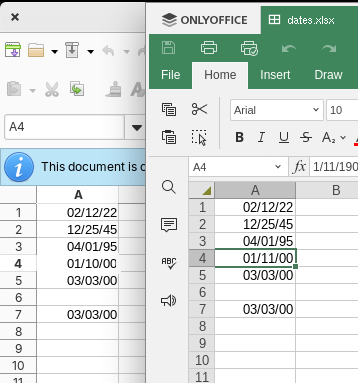 ONLYOFFICE
dates.xlsx
File Home Insert Draw
Arial 10
B I U S A₂
A4
A4 fx 1/11/190
This document is
A
1 02/12/22
2 12/25/45
3 04/01/95
4 01/10/00
5 03/03/00
6
7 03/03/00
8
9
10
11
A B
1 02/12/22
2 12/25/45
3 04/01/95
4 01/11/00
5 03/03/00
6
7 03/03/00
8
9
10
11